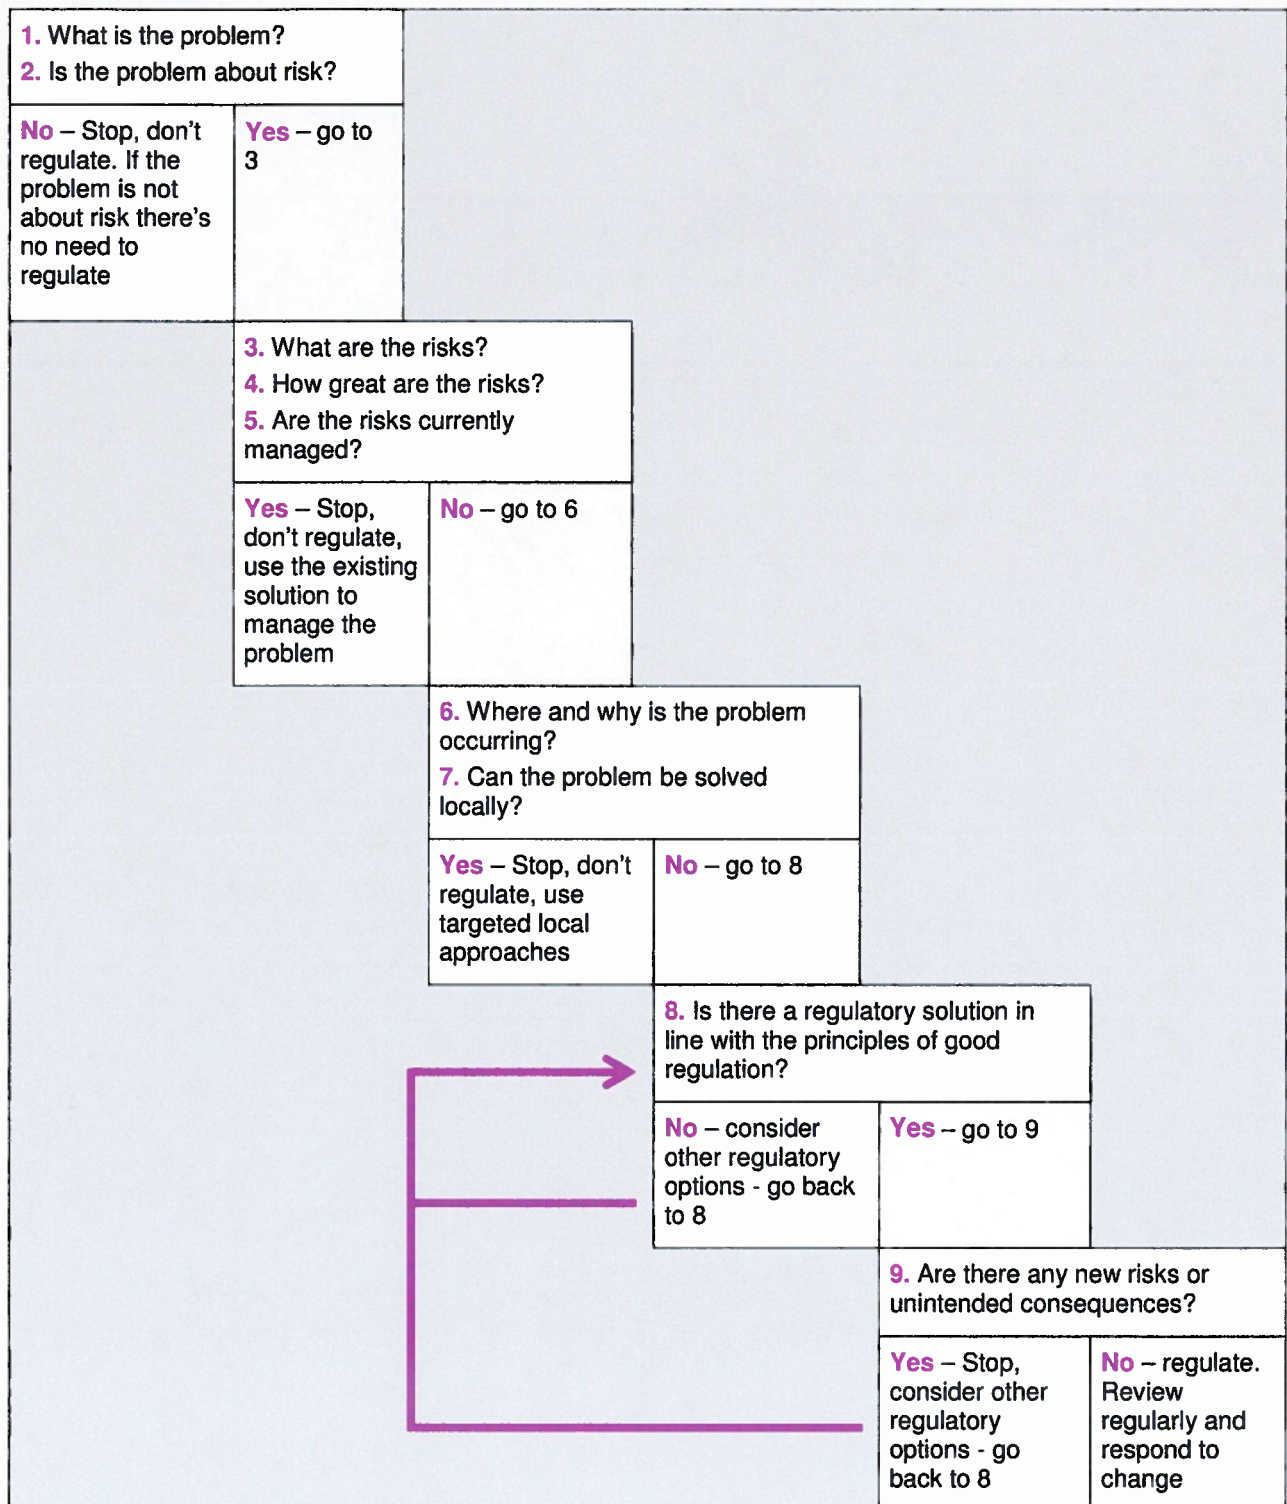 1. What is the problem?
2. Is the problem about risk?
No – Stop, don't
regulate. If the
problem is not
about risk there's
no need to
regulate
Yes – go to
3
3. What are the risks?
4. How great are the risks?
5. Are the risks currently
managed?
Yes – Stop,
don't regulate,
use the existing
solution to
manage the
problem
No – go to 6
6. Where and why is the problem
occurring?
7. Can the problem be solved
locally?
Yes – Stop, don't
regulate, use
targeted local
approaches
No – go to 8
8. Is there a regulatory solution in
line with the principles of good
regulation?
No – consider
other regulatory
options - go back
to 8
Yes – go to 9
9. Are there any new risks or
unintended consequences?
Yes – Stop,
consider other
regulatory
options - go
back to 8
No – regulate.
Review
regularly and
respond to
change